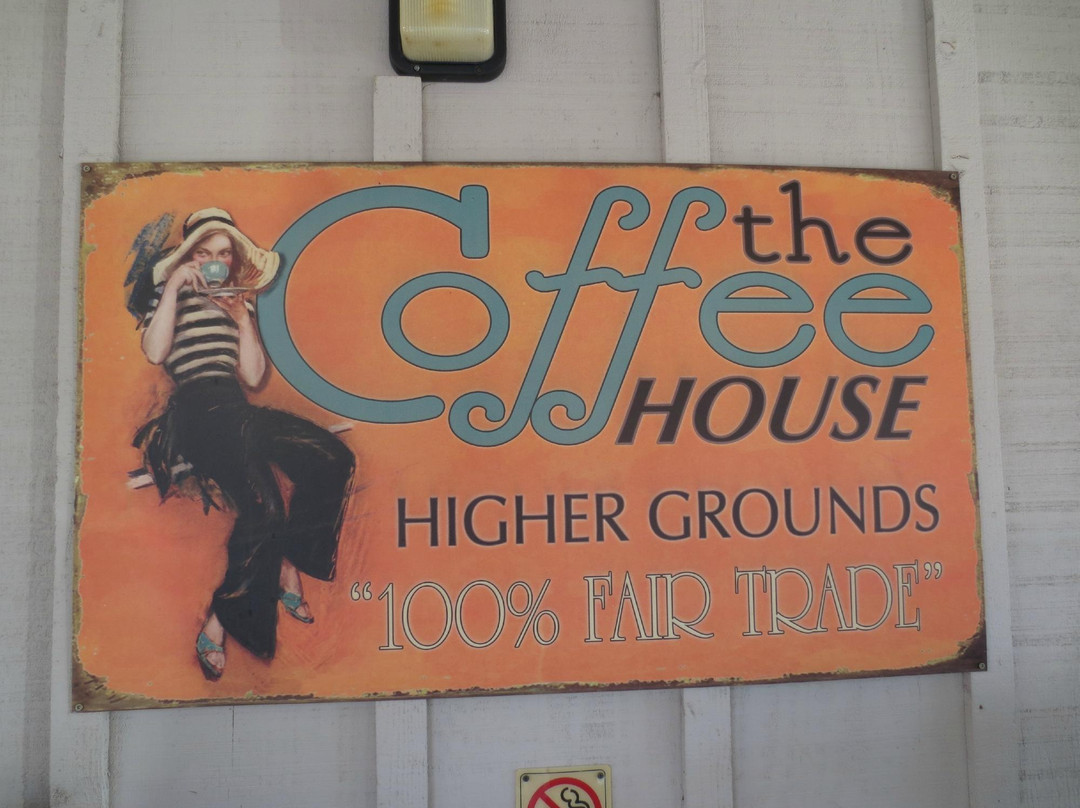 the
Coffee
HOUSE
HIGHER GROUNDS
“100% FAIR TRADE”